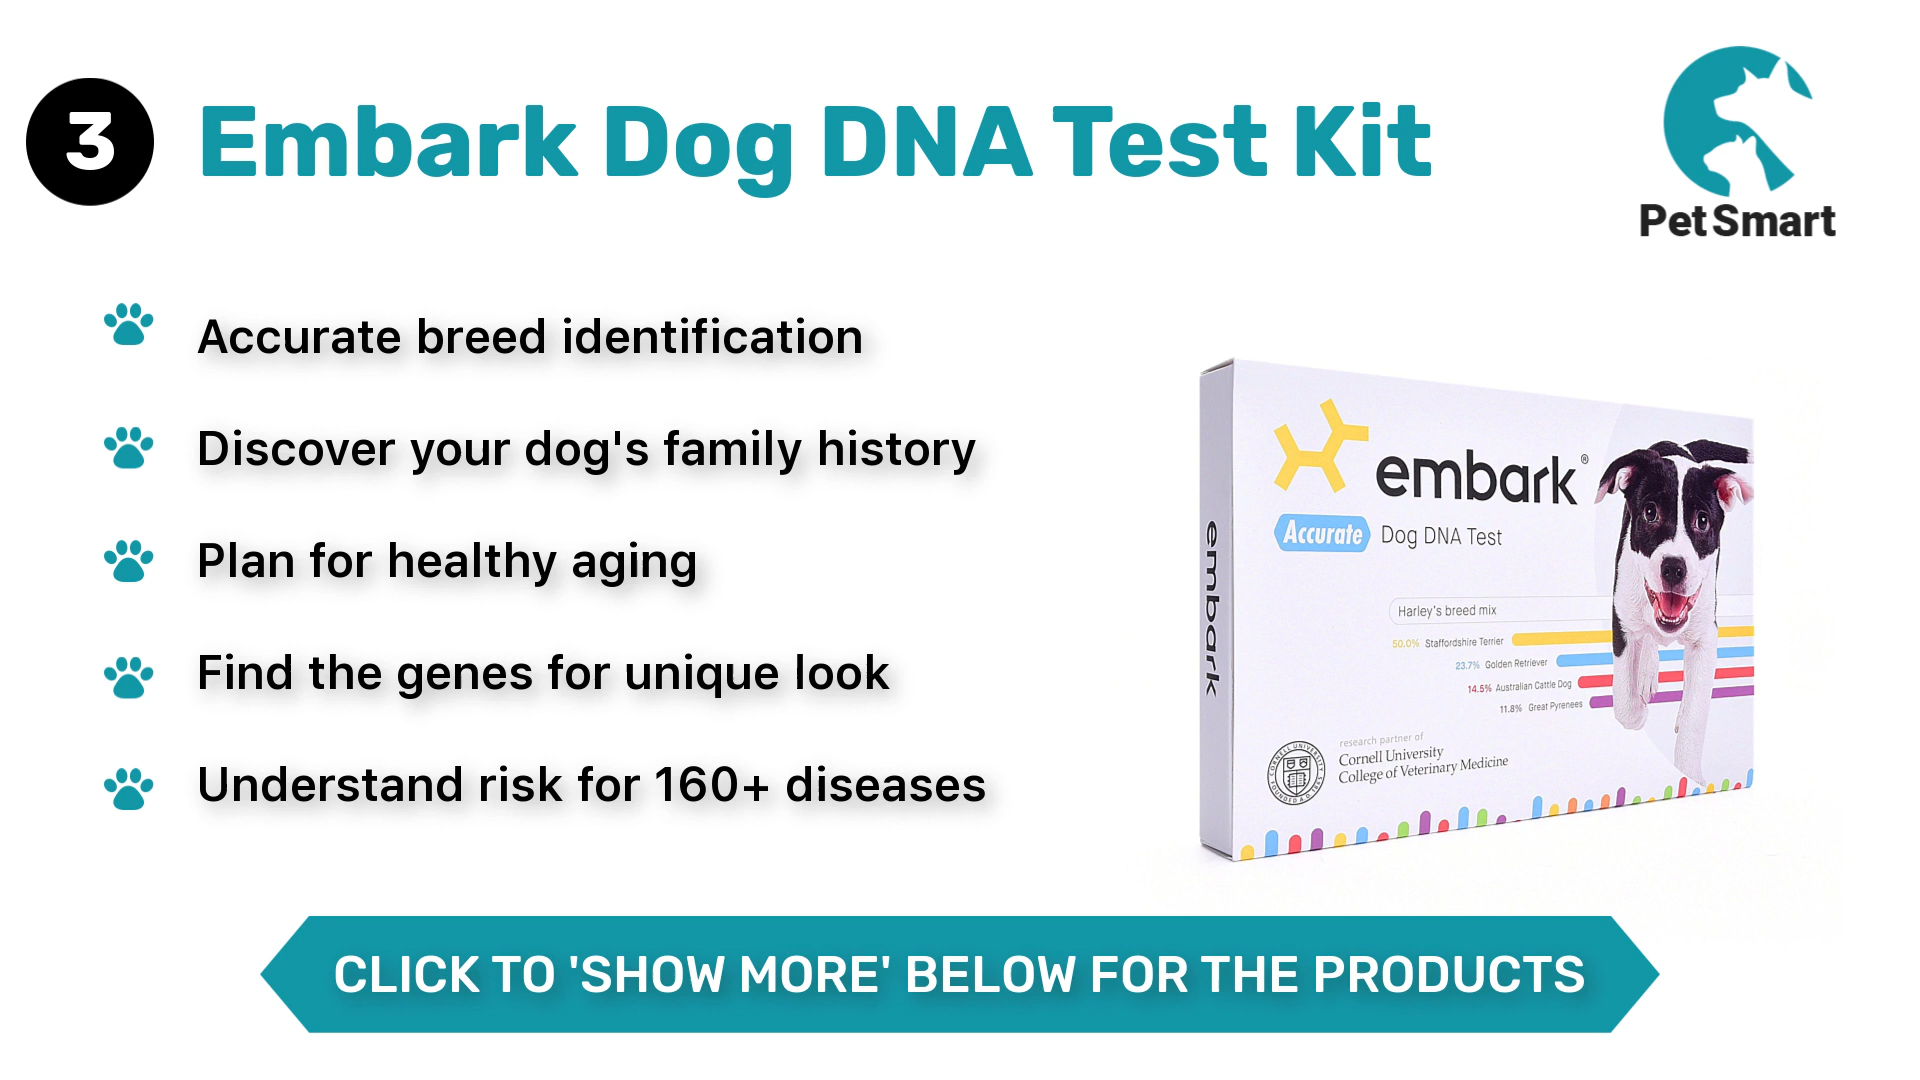 3
Embark Dog DNA Test Kit
PetSmart
Accurate breed identification
Discover your dog's family history
Plan for healthy aging
Find the genes for unique look
Understand risk for 160+ diseases
embark
embark®
Accurate Dog DNA Test
Harley's breed mix
50.0% Staffordshire Terrier
23.7% Golden Retriever
14.5% Australian Cattle Dog
11.8% Great Pyrenees
research partner of
Cornell University
College of Veterinary Medicine
CORNELL UNIVERSITY
CLICK TO 'SHOW MORE' BELOW FOR THE PRODUCTS